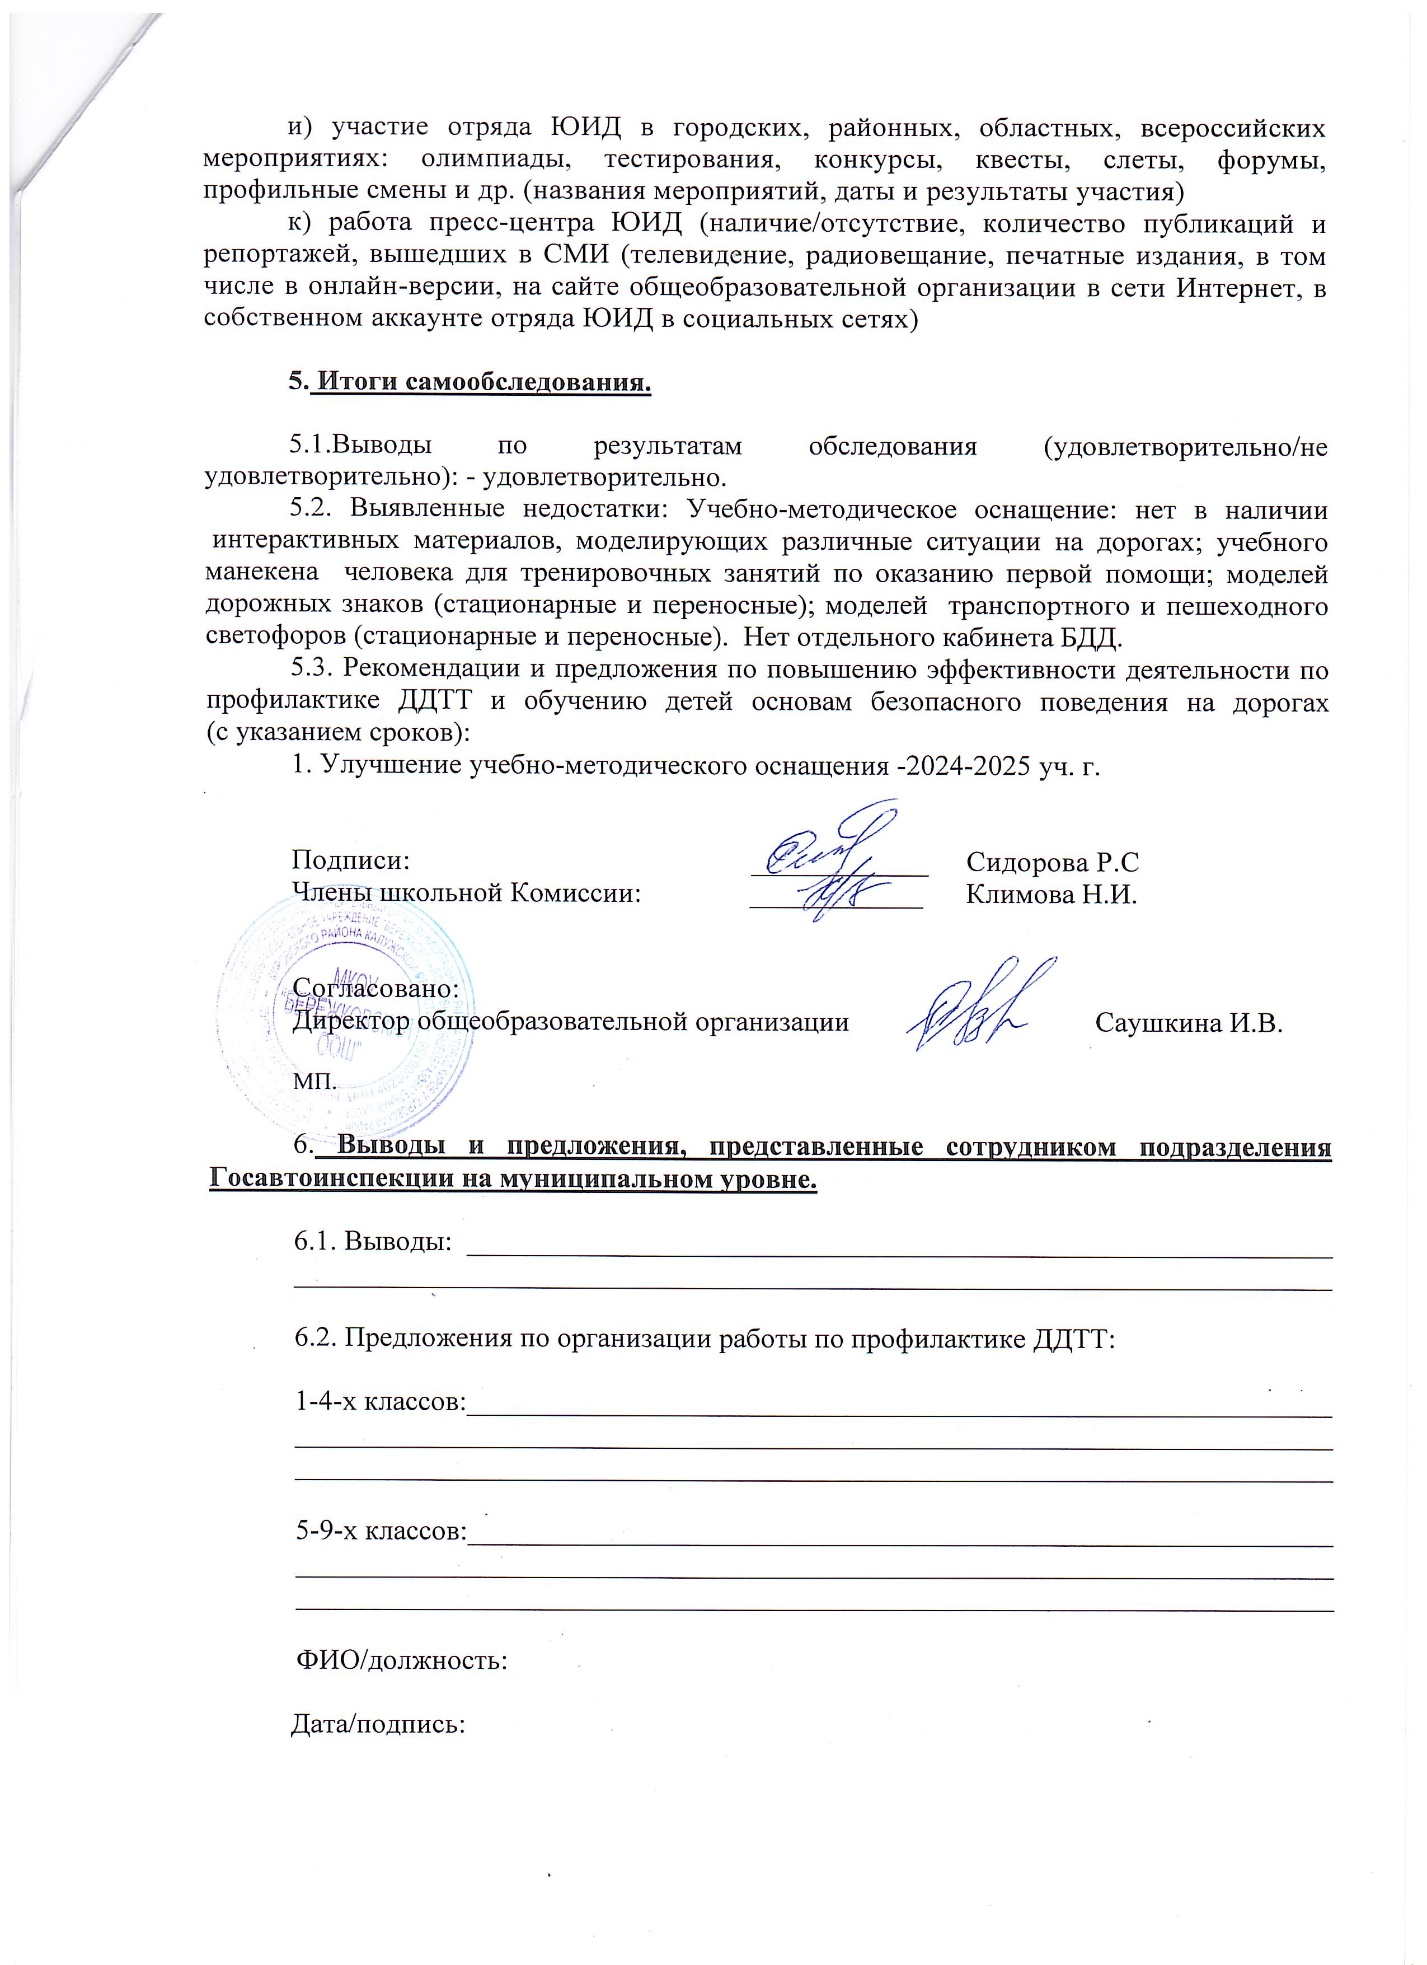 и) участие отряда ЮИД в городских, районных, областных, всероссийских
мероприятиях: олимпиады, тестирования, конкурсы, квесты, слеты, форумы,
профильные смены и др. (названия мероприятий, даты и результаты участия)
к) работа пресс-центра ЮИД (наличие/отсутствие, количество публикаций и
репортажей, вышедших в СМИ (телевидение, радиовещание, печатные издания, в том
числе в онлайн-версии, на сайте общеобразовательной организации в сети Интернет, в
собственном аккаунте отряда ЮИД в социальных сетях)
5. Итоги самообследования.
5.1.Выводы по результатам обследования (удовлетворительно/не
удовлетворительно): - удовлетворительно.
5.2. Выявленные недостатки: Учебно-методическое оснащение: нет в наличии
интерактивных материалов, моделирующих различные ситуации на дорогах; учебного
манекена человека для тренировочных занятий по оказанию первой помощи; моделей
дорожных знаков (стационарные и переносные); моделей транспортного и пешеходного
светофоров (стационарные и переносные). Нет отдельного кабинета БДД.
5.3. Рекомендации и предложения по повышению эффективности деятельности по
профилактике ДДТТ и обучению детей основам безопасного поведения на дорогах
(с указанием сроков):
1. Улучшение учебно-методического оснащения -2024-2025 уч. г.
Подписи: Сидорова Р.С
Члены школьной Комиссии: Климова Н.И.
РАЙОНА КАЛУЖСКОЙ
МКОУ
Согласовано:
Директор общеобразовательной организации Саушкина И.В.
ООШ"
МП.
6. Выводы и предложения, представленные сотрудником подразделения
Госавтоинспекции на муниципальном уровне.
6.1. Выводы:
6.2. Предложения по организации работы по профилактике ДДТТ:
1-4-х классов:
5-9-х классов:
ФИО/должность:
Дата/подпись: